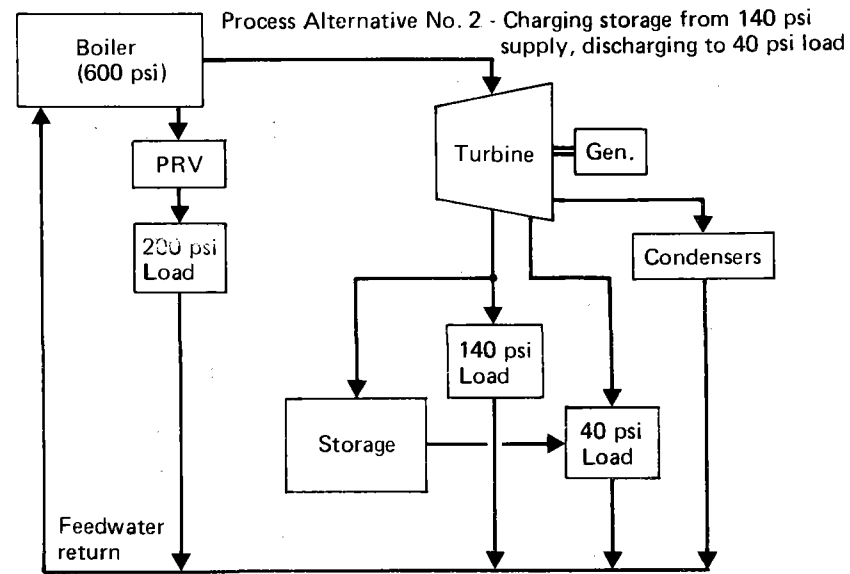 Process Alternative No. 2 - Charging storage from 140 psi
supply, discharging to 40 psi load
Boiler
(600 psi)
PRV
200 psi
Load
Turbine
Gen.
Condensers
140 psi
Load
Storage
40 psi
Load
Feedwater
return